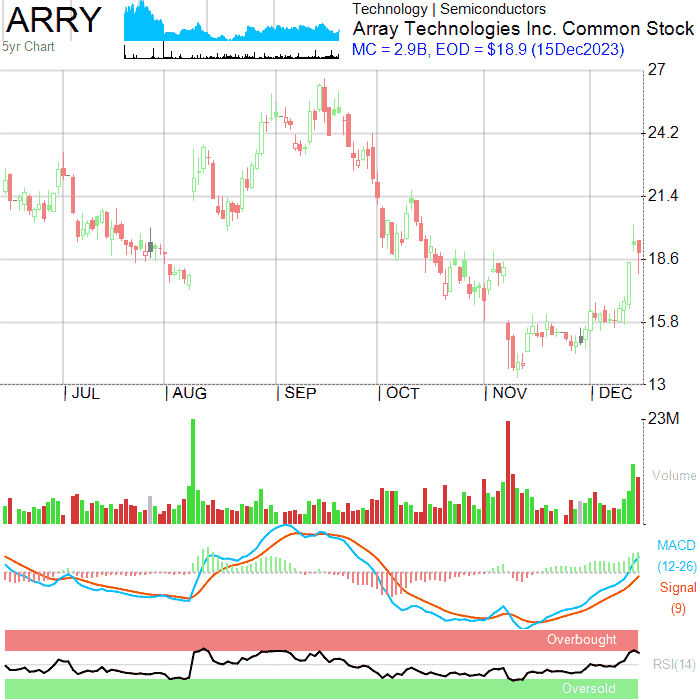 ARRY
5yr Chart
Technology | Semiconductors
Array Technologies Inc. Common Stock
MC = 2.9B, EOD = $18.9 (15Dec2023)
27
24.2
21.4
18.6
15.8
13
JUL AUG SEP OCT NOV DEC
23M
Volume
MACD
(12-26)
Signal
(9)
Overbought
RSI(14)
Oversold